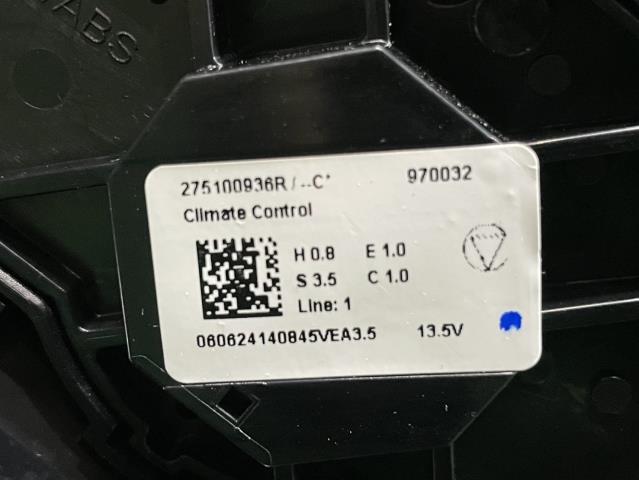 ABS
275100936R / --C*
970032
Climate Control
H 0.8 E 1.0
S 3.5 C 1.0
Line: 1
060624140845VEA3.5 13.5V